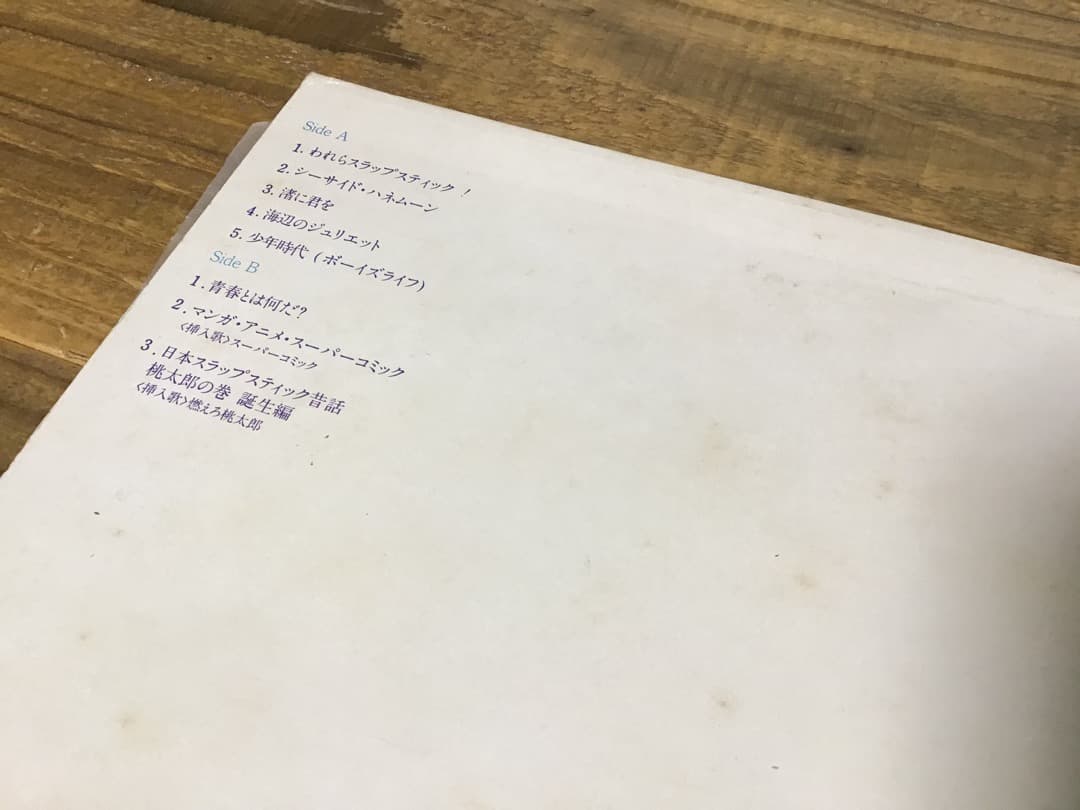 Side A
1. われらスラップスティック！
2. シーサイド・ハネムーン
3. 渚に君を
4. 海辺のジュリエット
5. 少年時代（ボーイズライフ）
Side B
1. 青春とは何だ？
2. マンガ・アニメ・スーパーコミック
〈挿入歌〉スーパーコミック
3. 日本スラップスティック昔話
桃太郎の巻 誕生編
〈挿入歌〉燃えろ桃太郎